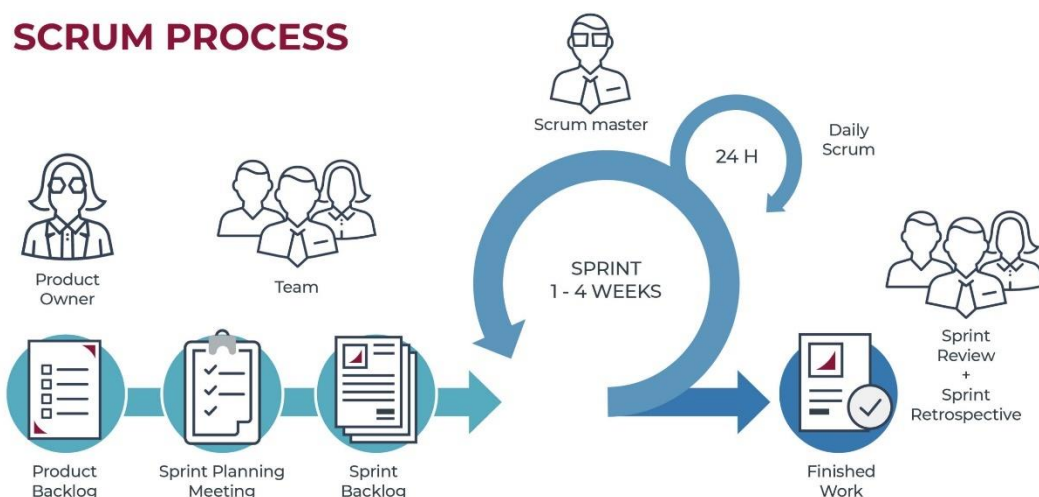 SCRUM PROCESS
Scrum master
24 H
Daily
Scrum
Product
Owner
Team
SPRINT
1 - 4 WEEKS
Sprint
Review
+
Sprint
Retrospective
Product
Backlog
Sprint Planning
Meeting
Sprint
Backlog
Finished
Work